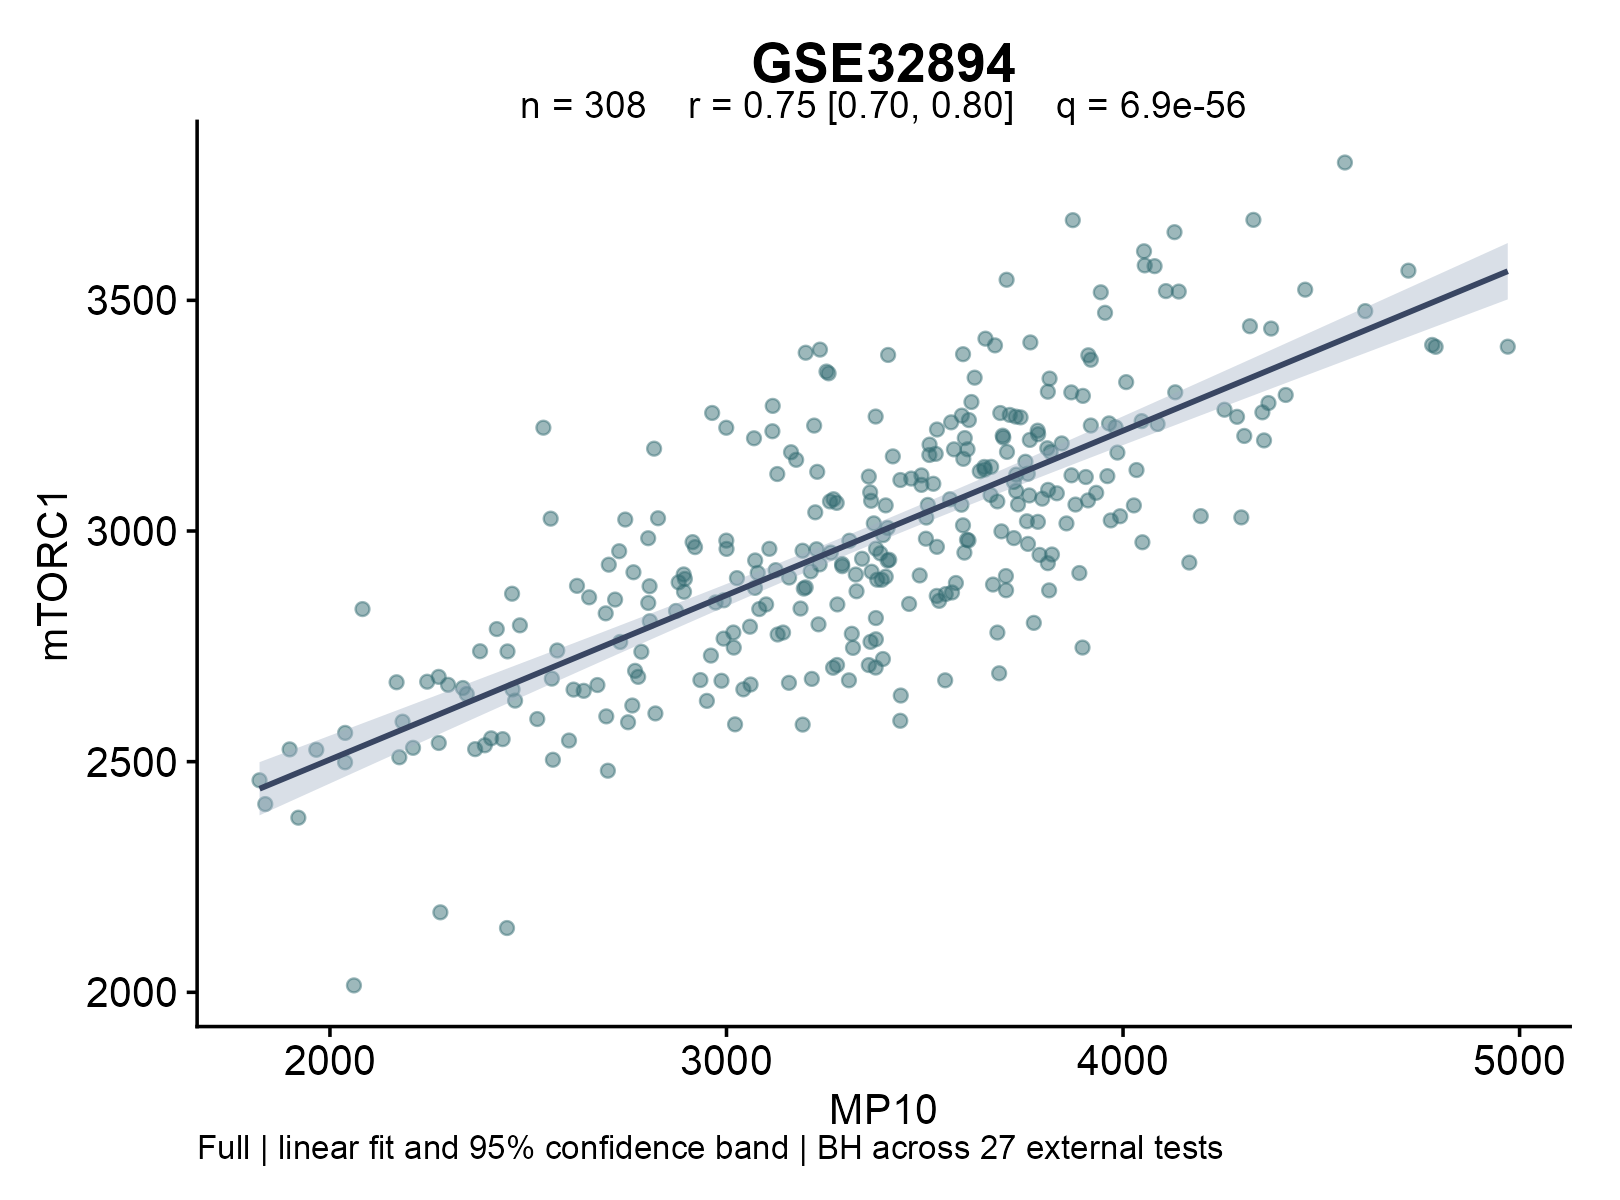 GSE32894
n = 308 r = 0.75 [0.70, 0.80] q = 6.9e-56
mTORC1
3500
3000
2500
2000
2000 3000 4000 5000
MP10
Full | linear fit and 95% confidence band | BH across 27 external tests